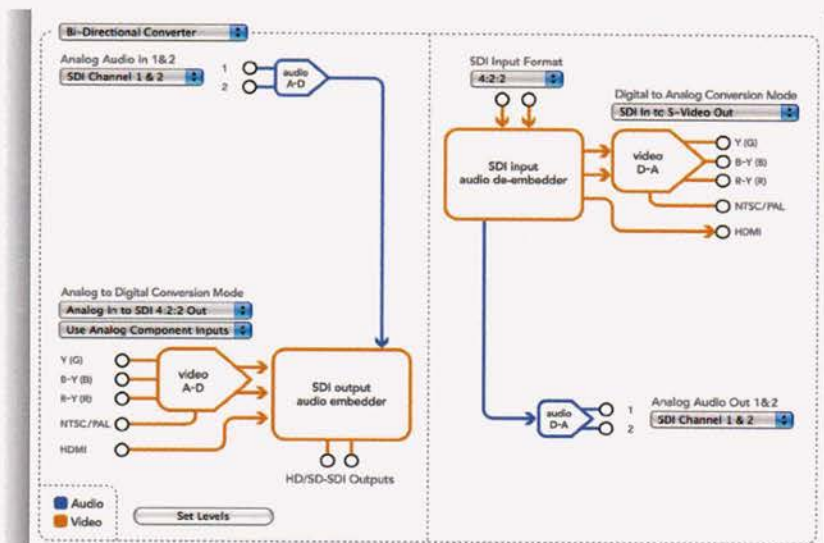 Bi-Directional Converter
Analog Audio In 1&2
SDI Channel 1 & 2
1
2
audio
A-D
Analog to Digital Conversion Mode
Analog In to SDI 4:2:2 Out
Use Analog Component Inputs
Y (G)
B-Y (B)
R-Y (R)
NTSC/PAL
HDMI
video
A-D
SDI output
audio embedder
HD/SD-SDI Outputs
Audio
Video
Set Levels
SDI Input Format
4:2:2
SDI input
audio de-embedder
Digital to Analog Conversion Mode
SDI In to S-Video Out
video
D-A
Y (G)
B-Y (B)
R-Y (R)
NTSC/PAL
HDMI
audio
D-A
1
2
Analog Audio Out 1&2
SDI Channel 1 & 2